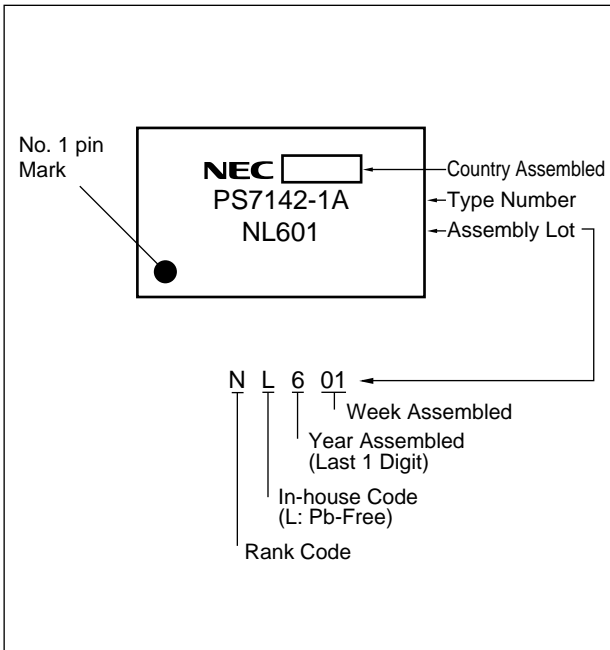 No. 1 pin
Mark
NEC
Country Assembled
PS7142-1A
Type Number
NL601
Assembly Lot
N L 6 01
Week Assembled
Year Assembled
(Last 1 Digit)
In-house Code
(L: Pb-Free)
Rank Code